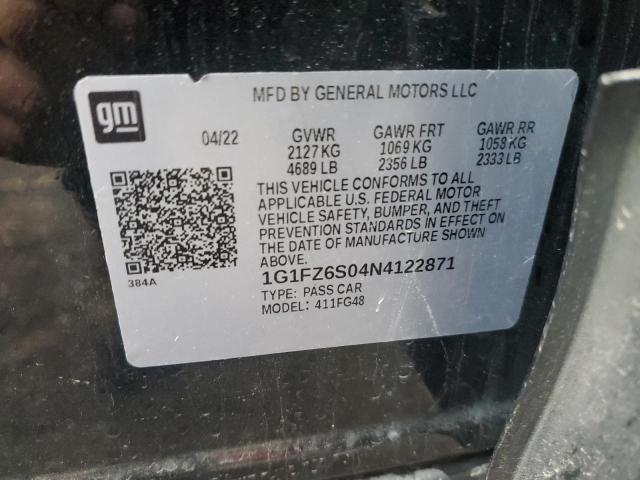 gm
MFD BY GENERAL MOTORS LLC
04/22 GVWR GAWR FRT GAWR RR
2127 KG 1069 KG 1058 KG
4689 LB 2356 LB 2333 LB
THIS VEHICLE CONFORMS TO ALL
APPLICABLE U.S. FEDERAL MOTOR
VEHICLE SAFETY, BUMPER, AND THEFT
PREVENTION STANDARDS IN EFFECT ON
THE DATE OF MANUFACTURE SHOWN
ABOVE.
384A
1G1FZ6S04N4122871
TYPE: PASS CAR
MODEL: 411FG48